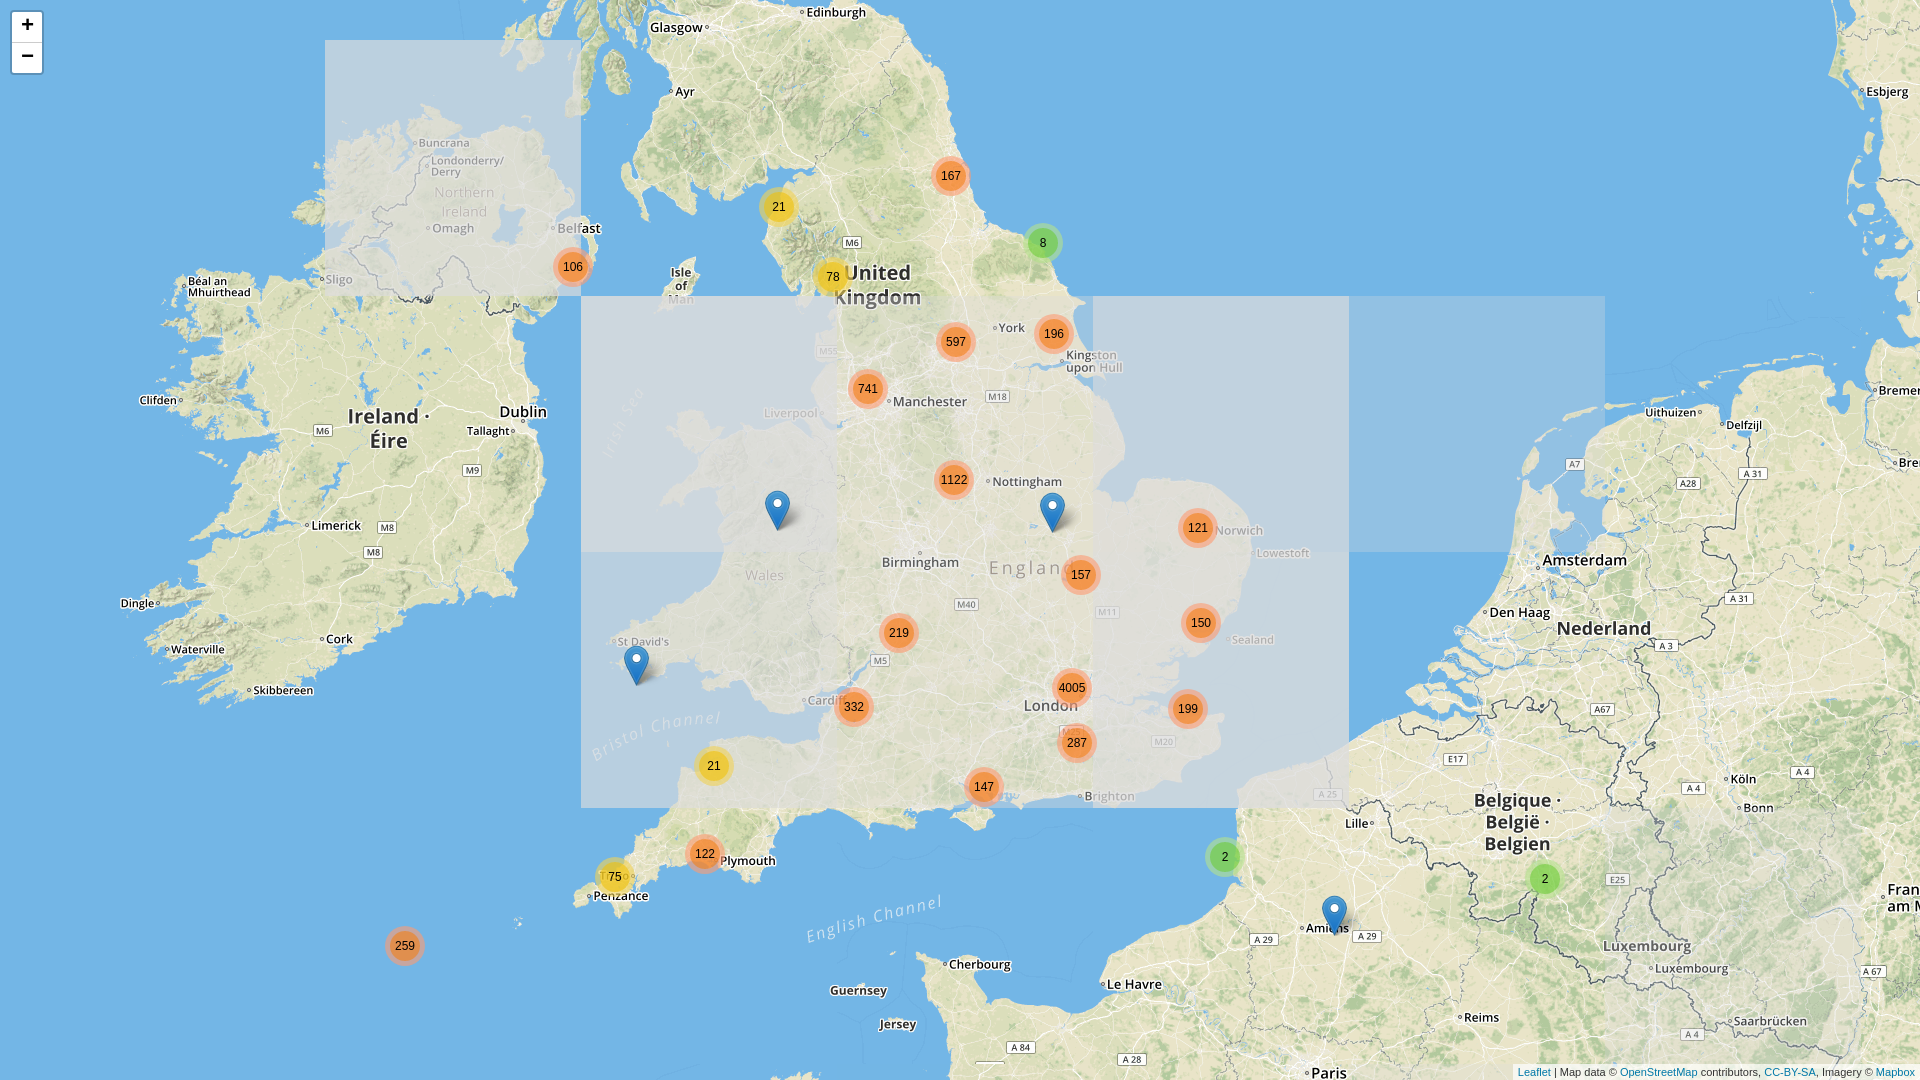 +
−
Edinburgh
Glasgow
Ayr
Esbjerg
Buncrana
Londonderry/
Derry
Northern
Ireland
Omagh
Belfast
Sligo
167
21
8
M6
106
78
Isle
of
Man
United
Kingdom
Béal an
Mhuirthead
York
196
597
Kingston
upon Hull
M55
741
Manchester
M18
Liverpool
Clifden
Ireland ·
Éire
Dublin
Tallaght
M6
M9
Uithuizen
Delfzijl
Bremer
Bre
A7
A 31
A28
1122
Nottingham
Limerick
M8
M8
121
Norwich
Lowestoft
Birmingham
England
157
Wales
Amsterdam
Dingle
M40
M11
Den Haag
A 31
Nederland
A 3
Cork
Waterville
219
150
Sealand
St David's
M5
Skibbereen
4005
London
Cardiff
332
199
A67
Bristol Channel
287
M20
E17
21
Köln
A 4
A 4
147
Brighton
A 25
Bonn
Belgique ·
België ·
Belgien
Lille
122
Plymouth
2
75
Penzance
2
E25
Fran
am M
English Channel
Amiens
A 29
A 29
259
Luxembourg
Luxembourg
A 67
Cherbourg
Le Havre
Guernsey
Jersey
Reims
Saarbrücken
A 4
A 84
A 28
Paris
Leaflet | Map data © OpenStreetMap contributors, CC-BY-SA, Imagery © Mapbox